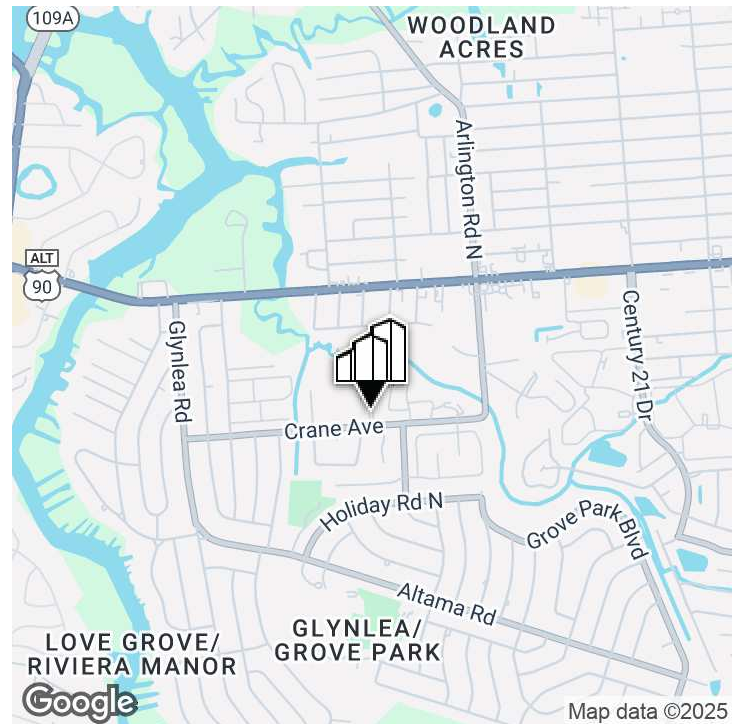 109A
WOODLAND
ACRES
Arlington Rd N
ALT
90
Glynlea Rd
Century 21 Dr
Crane Ave
Holiday Rd N
Grove Park Blvd
Altama Rd
LOVE GROVE/
RIVIERA MANOR
GLYNLEA/
GROVE PARK
Google
Map data ©2025